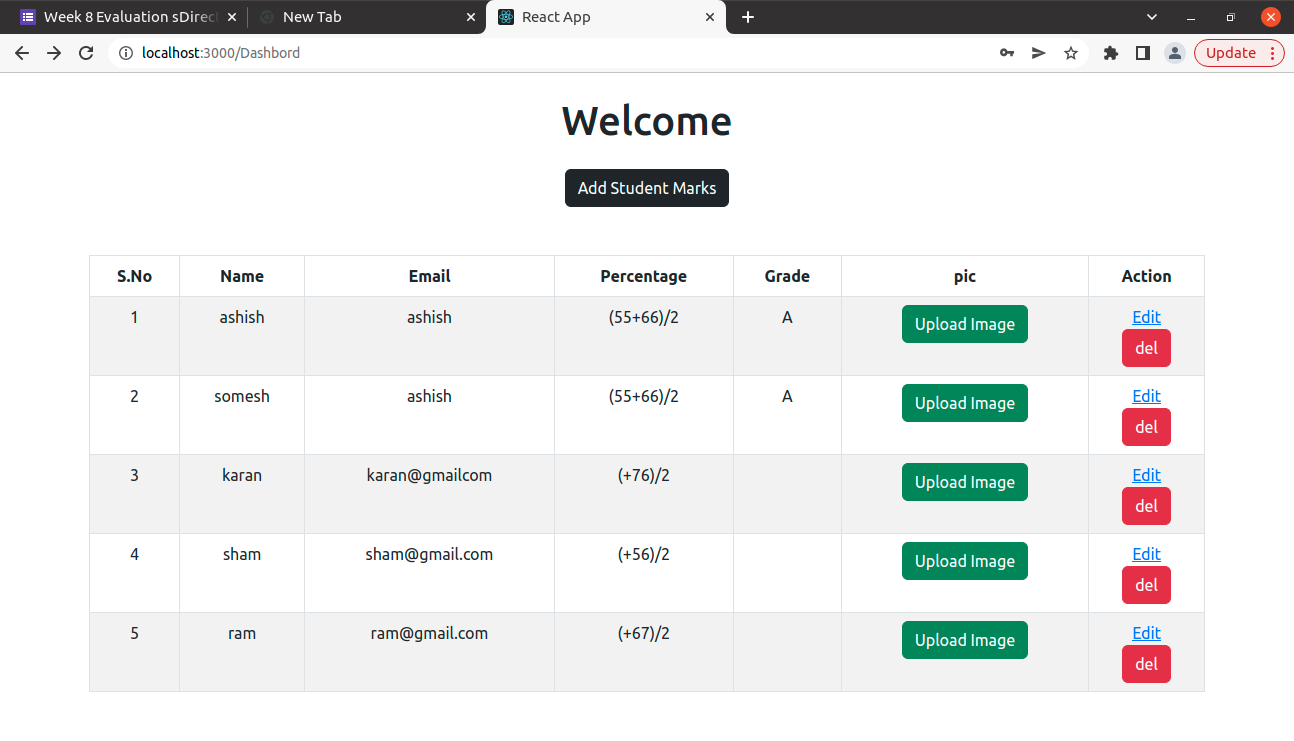 Week 8 Evaluation sDirec
New Tab
React App
localhost:3000/Dashbord
Update
Welcome
Add Student Marks
S.No Name Email Percentage Grade pic Action
1 ashish ashish (55+66)/2 A Upload Image Edit
del
2 somesh ashish (55+66)/2 A Upload Image Edit
del
3 karan karan@gmailcom (+76)/2 Upload Image Edit
del
4 sham sham@gmail.com (+56)/2 Upload Image Edit
del
5 ram ram@gmail.com (+67)/2 Upload Image Edit
del